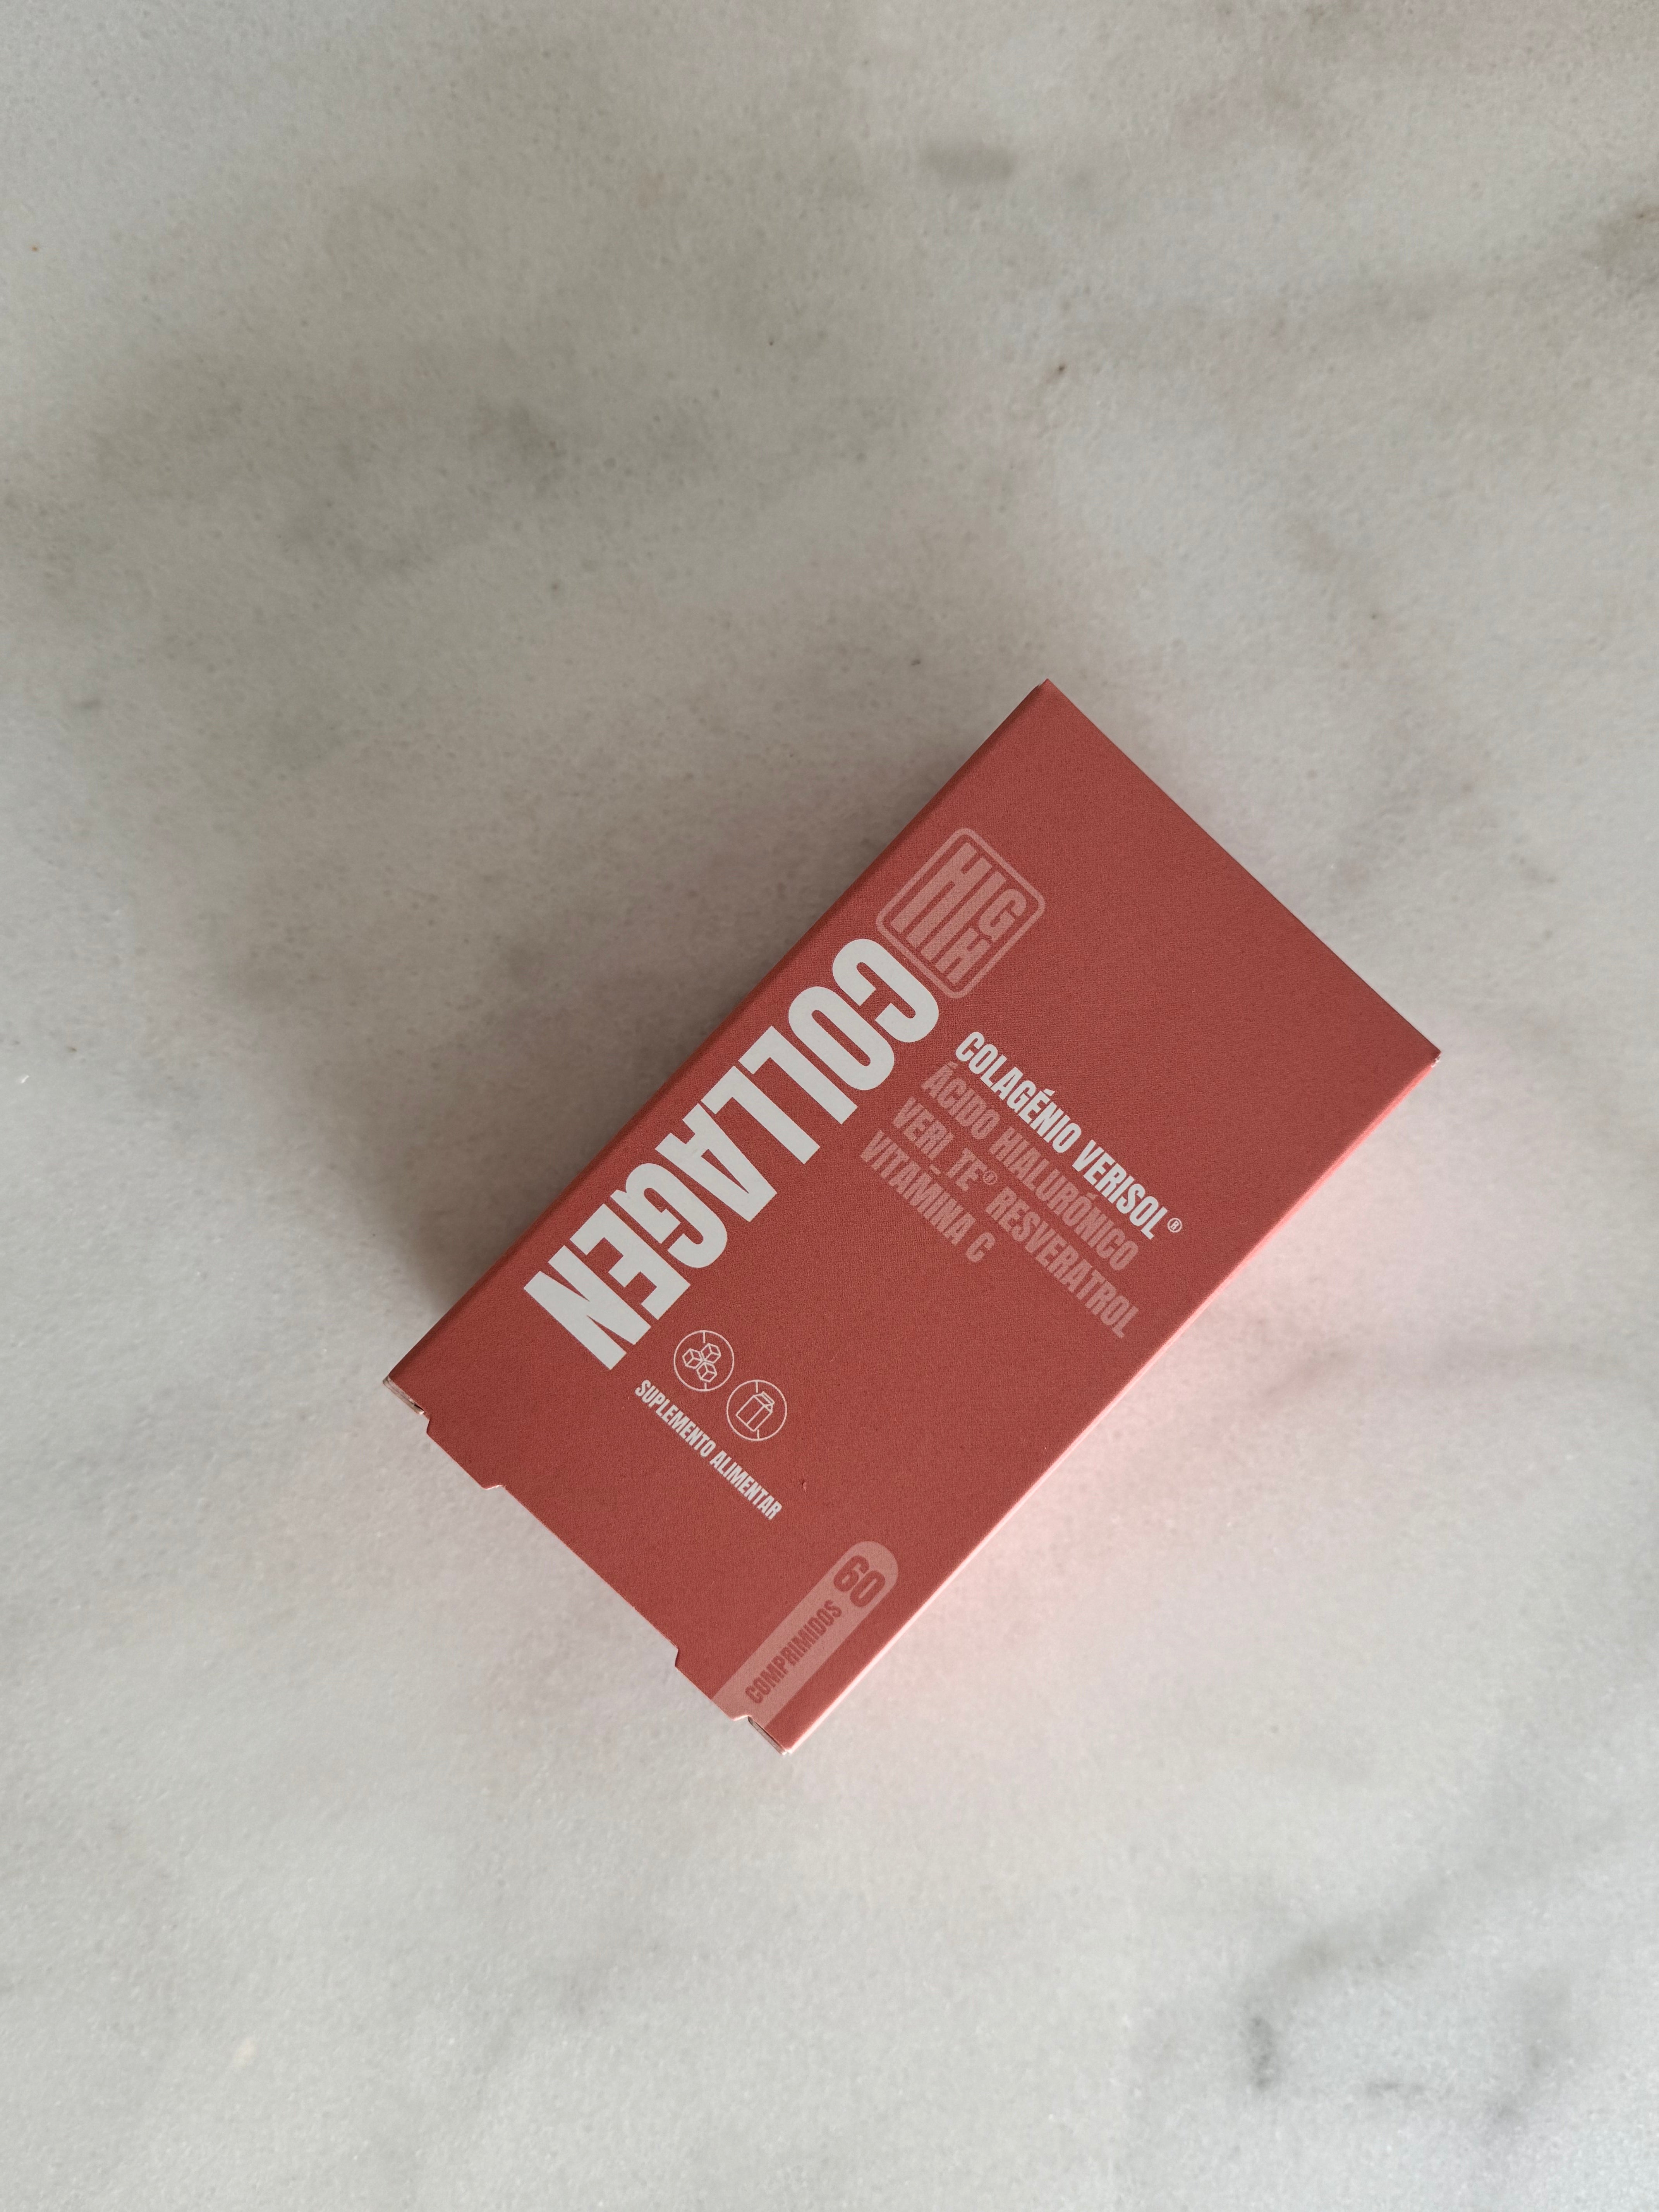 HIGH
COLLAGEN
COLAGÉNIO VERISOL®
ÁCIDO HIALURÓNICO
VERI_TE® RESVERATROL
VITAMINA C
SUPLEMENTO ALIMENTAR
60
COMPRIMIDOS